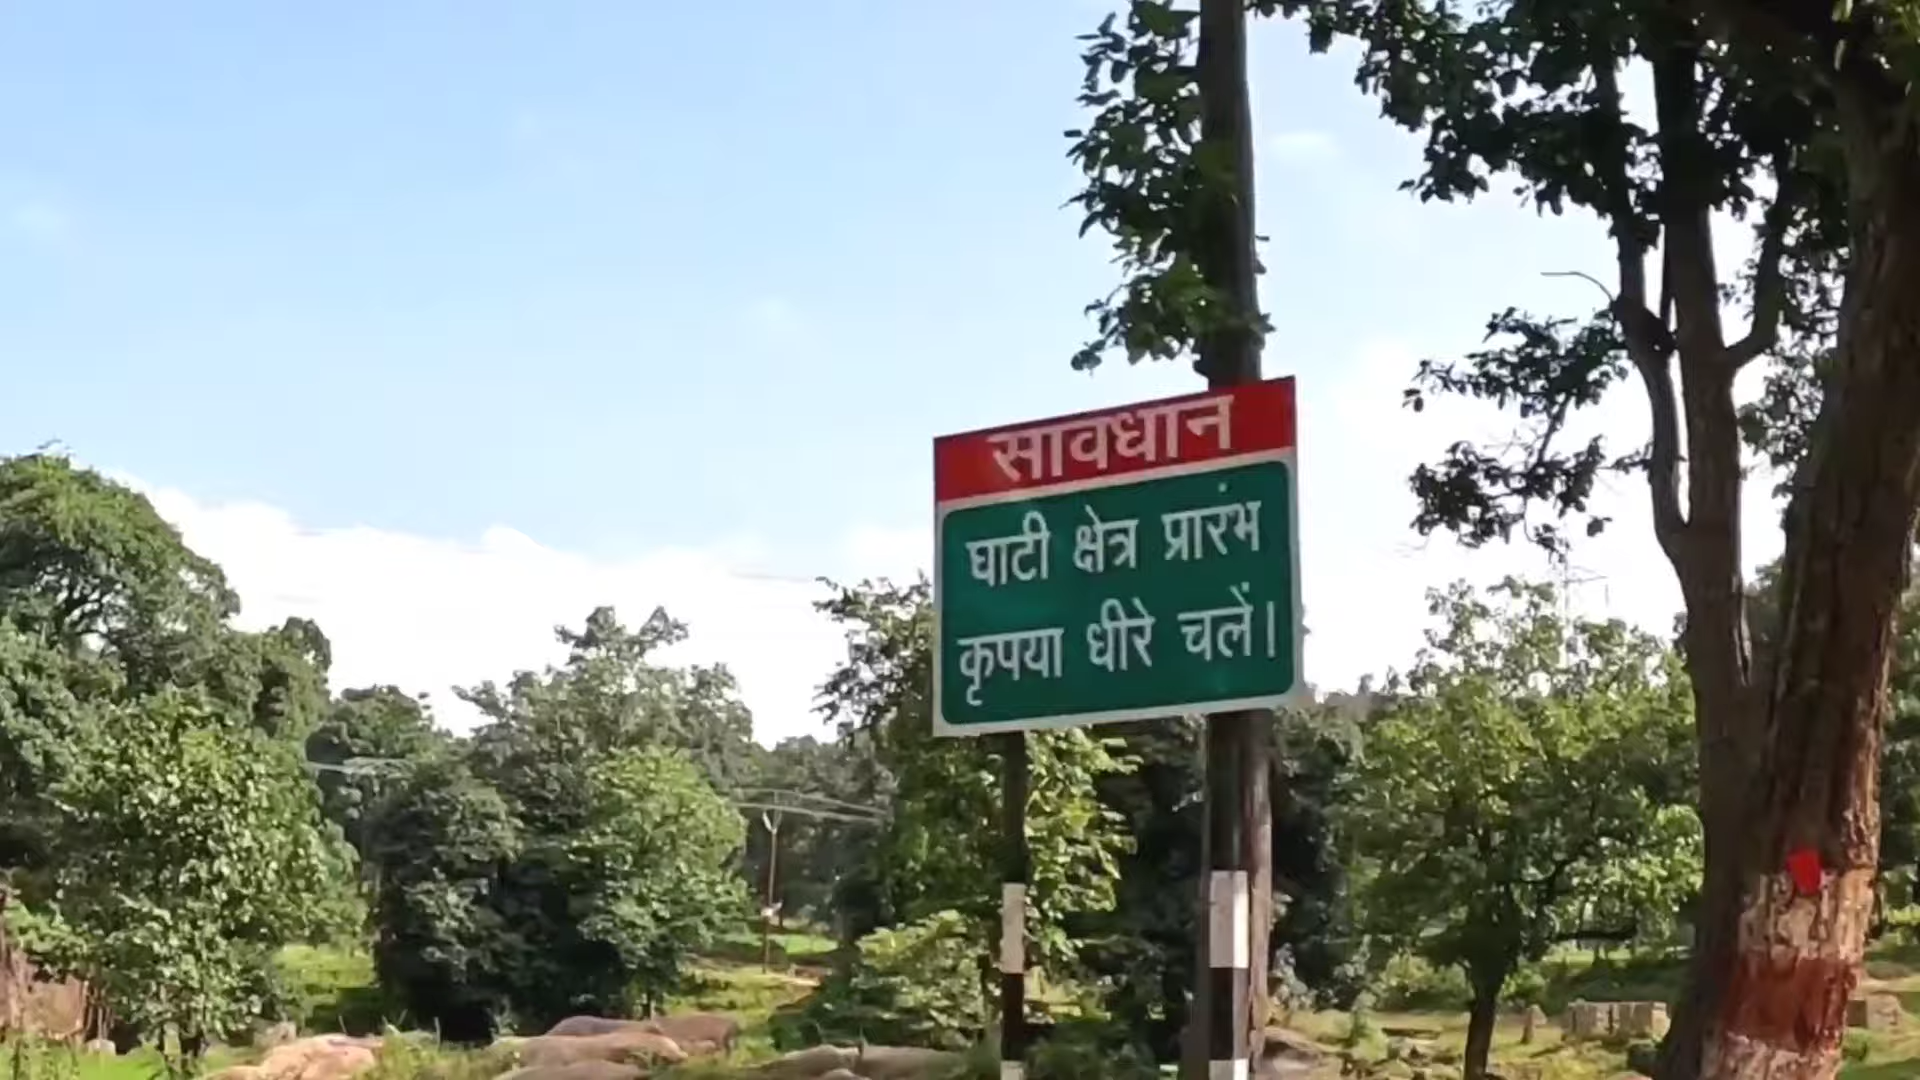 सावधान
घाटी क्षेत्र प्रारंभ
कृपया धीरे चलें।